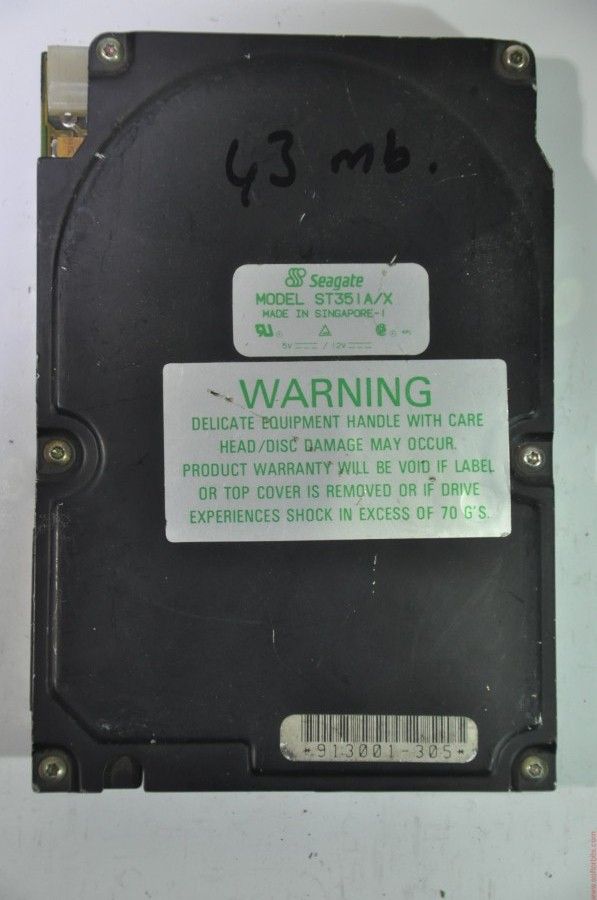 43 mb.
Seagate
MODEL ST351A/X
MADE IN SINGAPORE-1
5V / 12V
WARNING
DELICATE EQUIPMENT HANDLE WITH CARE
HEAD/DISC DAMAGE MAY OCCUR.
PRODUCT WARRANTY WILL BE VOID IF LABEL
OR TOP COVER IS REMOVED OR IF DRIVE
EXPERIENCES SHOCK IN EXCESS OF 70 G'S.
*913001-305*